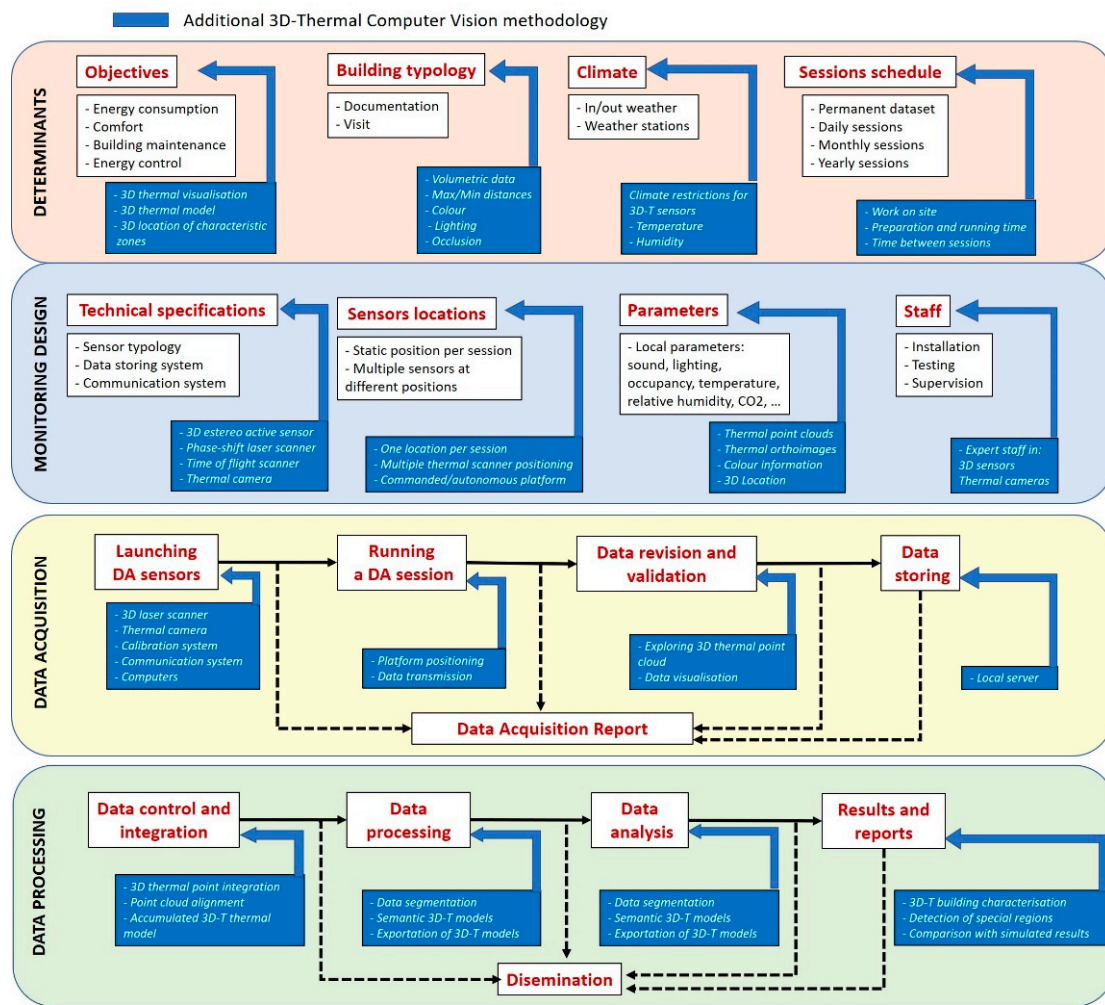 Additional 3D-Thermal Computer Vision methodology
DETERMINANTS
Objectives
- Energy consumption
- Comfort
- Building maintenance
- Energy control
- 3D thermal visualisation
- 3D thermal model
- 3D location of characteristic
zones
Building typology
- Documentation
- Visit
- Volumetric data
- Max/Min distances
- Colour
- Lighting
- Occlusion
Climate
- In/out weather
- Weather stations
Climate restrictions for
3D-T sensors
- Temperature
- Humidity
Sessions schedule
- Permanent dataset
- Daily sessions
- Monthly sessions
- Yearly sessions
- Work on site
- Preparation and running time
- Time between sessions
MONITORING DESIGN
Technical specifications
- Sensor typology
- Data storing system
- Communication system
- 3D estereo active sensor
- Phase-shift laser scanner
- Time of flight scanner
- Thermal camera
Sensors locations
- Static position per session
- Multiple sensors at
different positions
- One location per session
- Multiple thermal scanner positioning
- Commanded/autonomous platform
Parameters
- Local parameters:
sound, lighting,
occupancy, temperature,
relative humidity, CO2, ...
- Thermal point clouds
- Thermal orthoimages
- Colour information
- 3D Location
Staff
- Installation
- Testing
- Supervision
- Expert staff in:
3D sensors
Thermal cameras
DATA ACQUISITION
Launching
DA sensors
- 3D laser scanner
- Thermal camera
- Calibration system
- Communication system
- Computers
Running
a DA session
- Platform positioning
- Data transmission
Data revision and
validation
- Exploring 3D thermal point
cloud
- Data visualisation
Data
storing
- Local server
Data Acquisition Report
DATA PROCESSING
Data control and
integration
- 3D thermal point integration
- Point cloud alignment
- Accumulated 3D-T thermal
model
Data
processing
- Data segmentation
- Semantic 3D-T models
- Exportation of 3D-T models
Data
analysis
- Data segmentation
- Semantic 3D-T models
- Exportation of 3D-T models
Results and
reports
- 3D-T building characterisation
- Detection of special regions
- Comparison with simulated results
Disemination